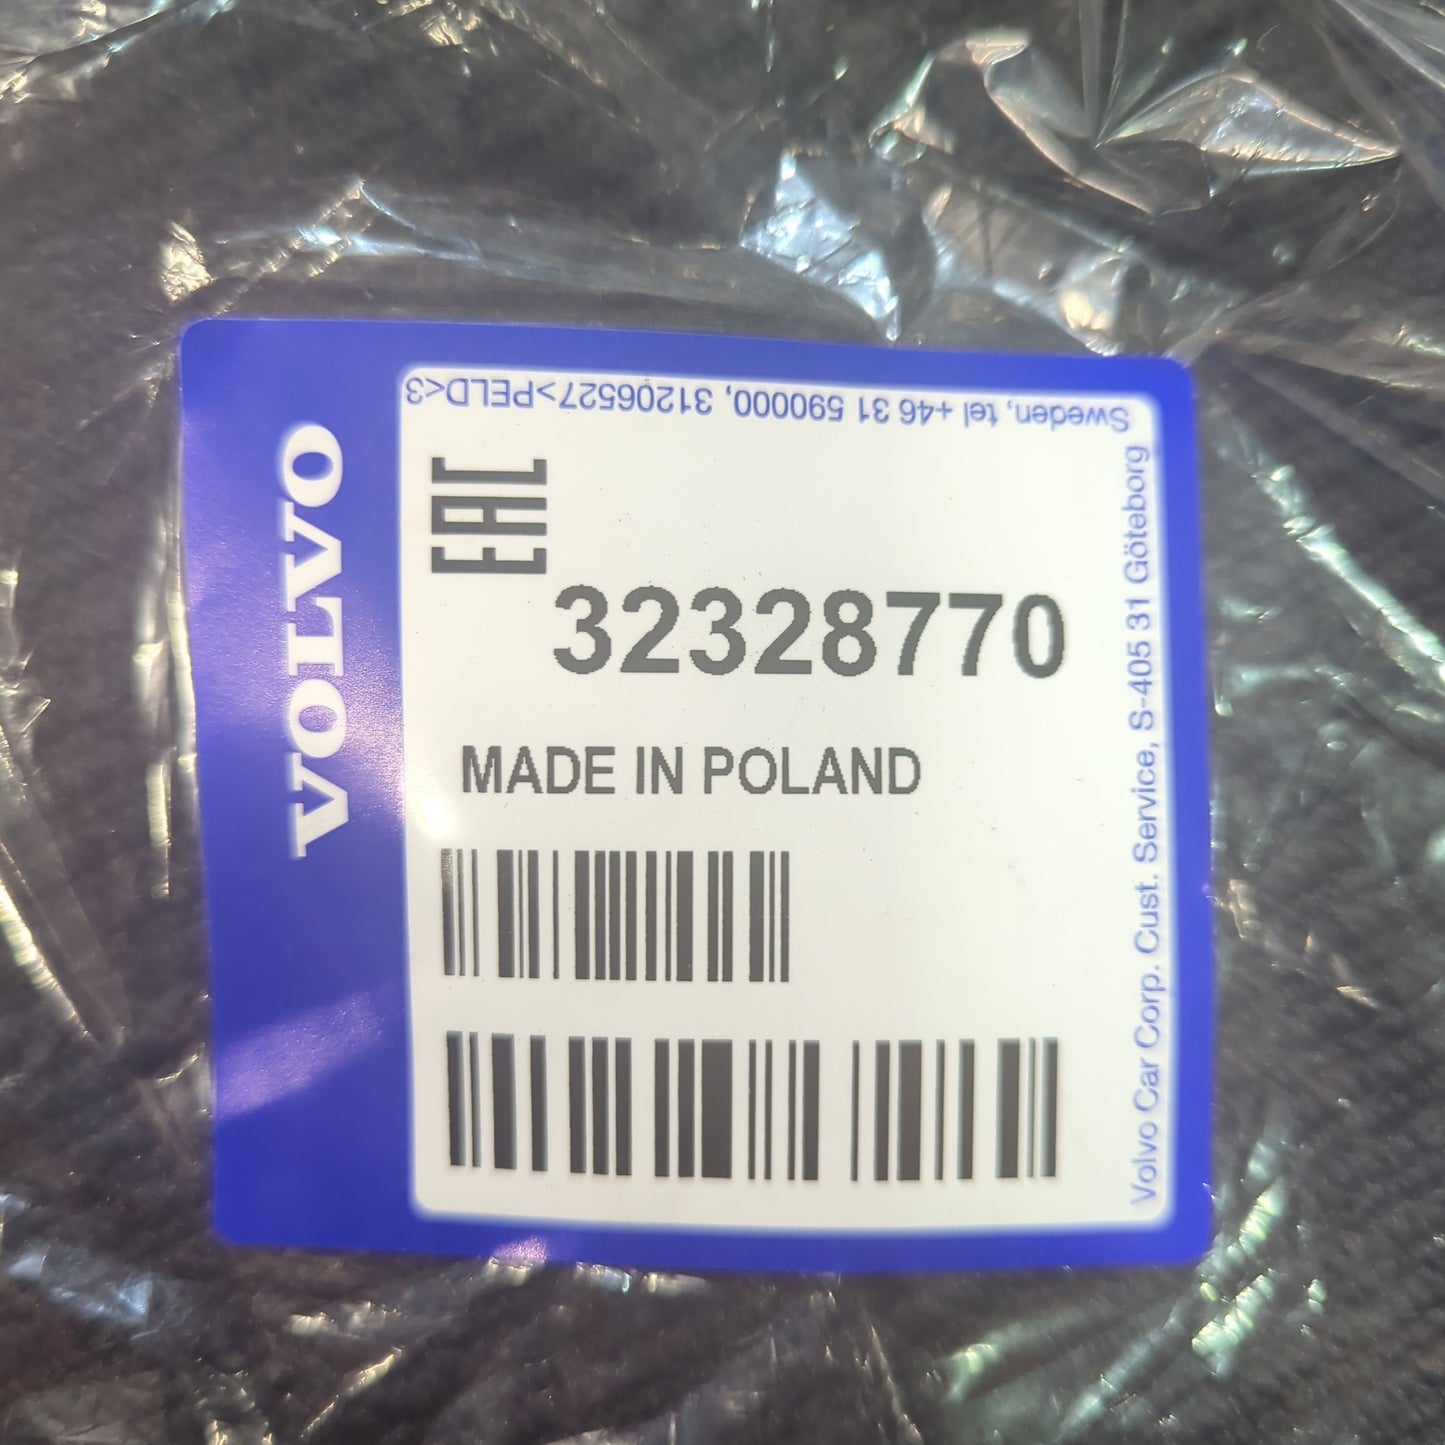 VOLVO
EAC
32328770
MADE IN POLAND
Volvo Car Corp. Cust. Service, S-405 31 Göteborg
Sweden, tel +46 31 590000, 31206527>PELD<3